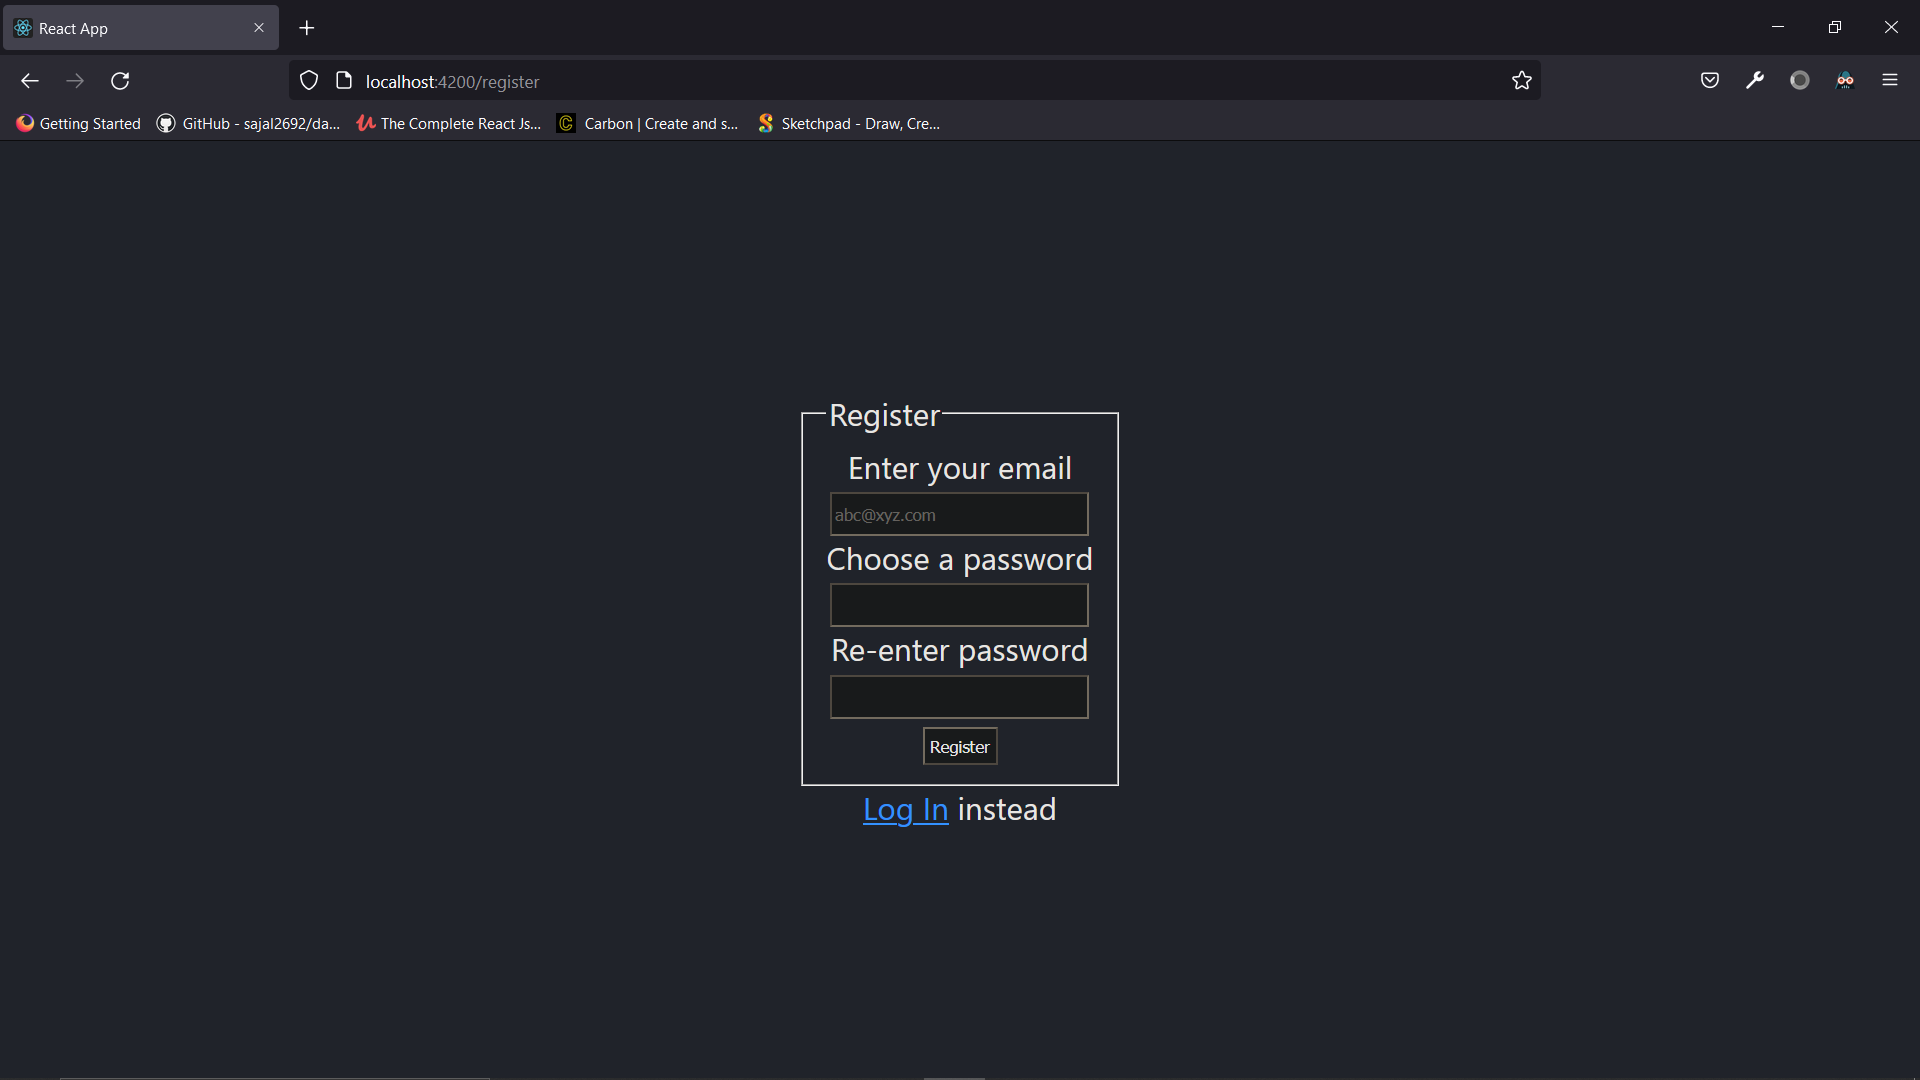 React App
localhost:4200/register
Getting Started
GitHub - sajal2692/da...
The Complete React Js...
Carbon | Create and s...
Sketchpad - Draw, Cre...
Register
Enter your email
abc@xyz.com
Choose a password
Re-enter password
Register
Log In instead